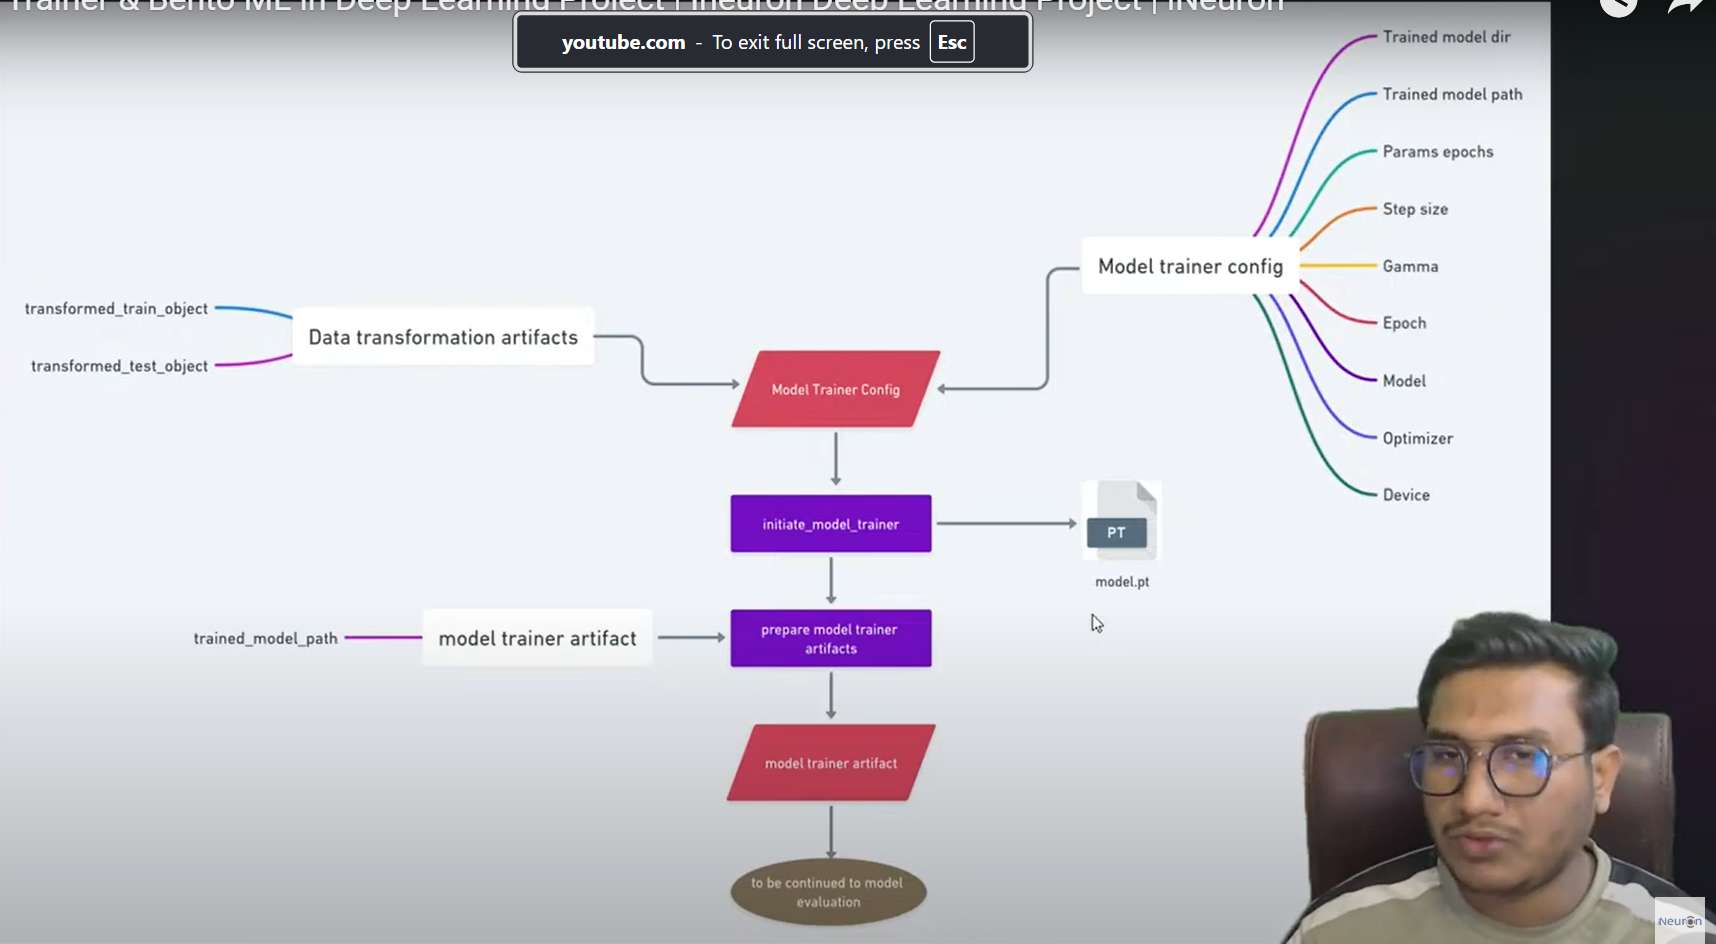 Trainer & Bento ML in Deep Learning Project | Ineuron Deep Learning Project | iNeuron
youtube.com - To exit full screen, press Esc
Trained model dir
Trained model path
Params epochs
Step size
Model trainer config
Gamma
transformed_train_object
Data transformation artifacts
Epoch
transformed_test_object
Model Trainer Config
Model
Optimizer
Device
initiate_model_trainer
PT
model.pt
trained_model_path
model trainer artifact
prepare model trainer
artifacts
model trainer artifact
to be continued to model
evaluation
iNeuron